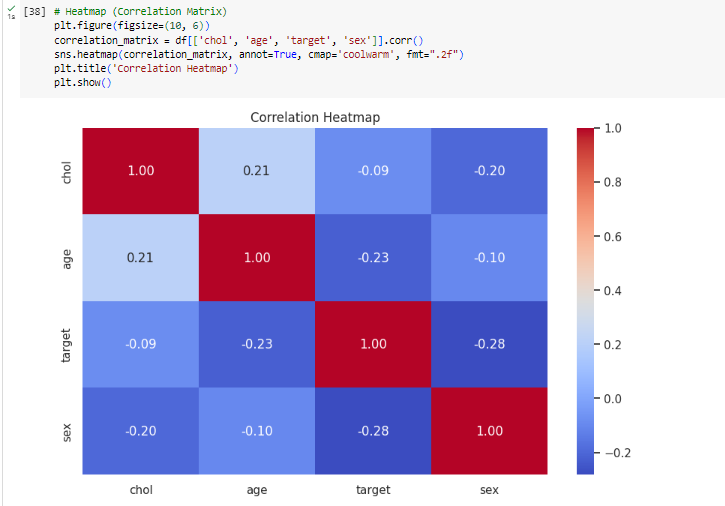 [38] # Heatmap (Correlation Matrix)
1s
plt.figure(figsize=(10, 6))
correlation_matrix = df[['chol', 'age', 'target', 'sex']].corr()
sns.heatmap(correlation_matrix, annot=True, cmap='coolwarm', fmt=".2f")
plt.title('Correlation Heatmap')
plt.show()
Correlation Heatmap
chol 1.00 0.21 -0.09 -0.20
age 0.21 1.00 -0.23 -0.10
target -0.09 -0.23 1.00 -0.28
sex -0.20 -0.10 -0.28 1.00
chol age target sex
1.0
0.8
0.6
0.4
0.2
0.0
−0.2